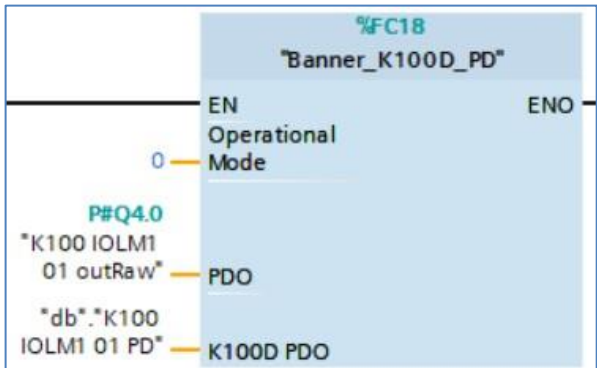 %FC18
"Banner_K100D_PD"
EN ENO
Operational
0 Mode
P#Q4.0
"K100 IOLM1
01 outRaw" PDO
"db"."K100
IOLM1 01 PD" K100D PDO